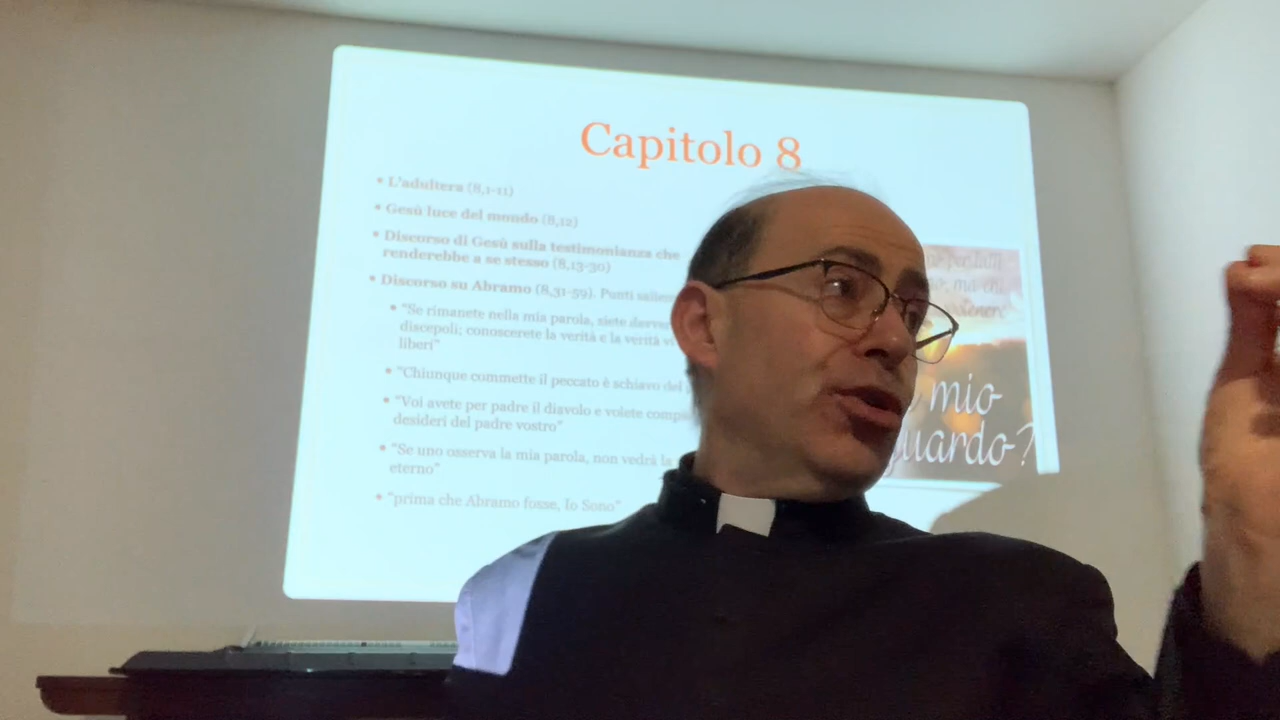 Capitolo 8
• L'adultera (8,1-11)
• Gesù luce del mondo (8,12)
• Discorso di Gesù sulla testimonianza che
renderebbe a se stesso (8,13-30)
• Discorso su Abramo (8,31-59). Punti
• "Se rimanete nella mia parola, siete
discepoli; conoscerete la verità e la verità
liberi"
• "Chiunque commette il peccato è schiavo del
• "Voi avete per padre il diavolo e volete
desideri del padre vostro"
• "Se uno osserva la mia parola, non vedrà la
eterno"
• "prima che Abramo fosse, Io Sono"
ma chi
mio
guardo?